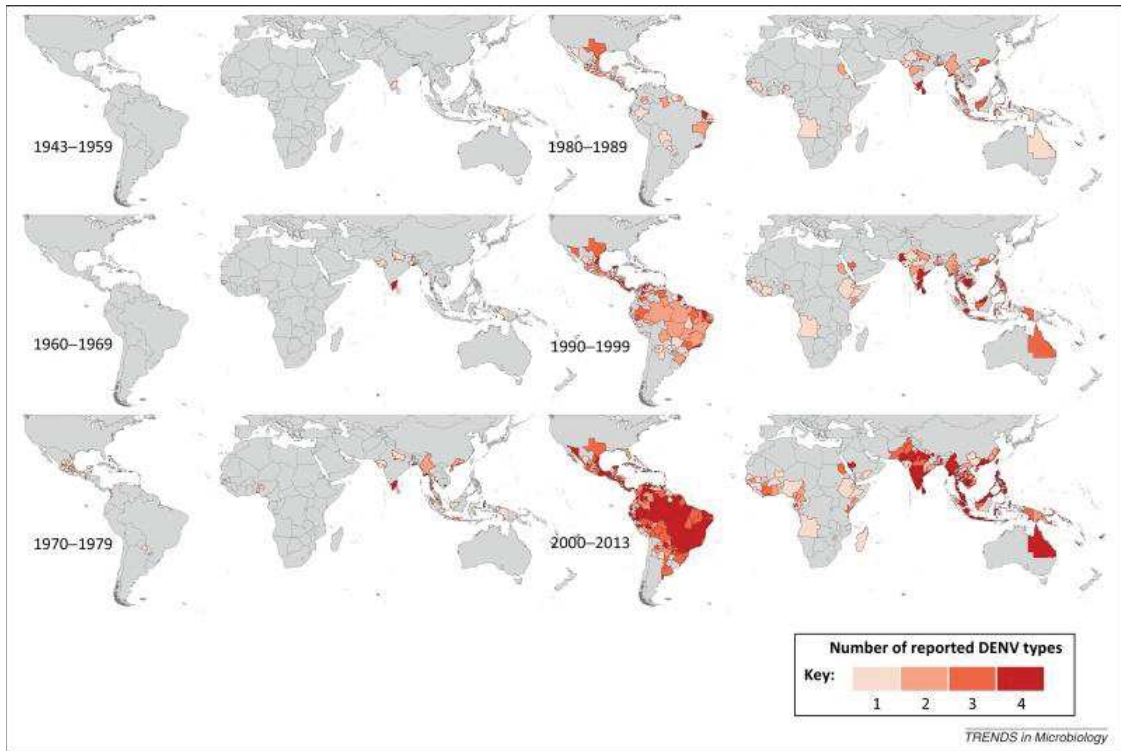 1943–1959
1980–1989
1960–1969
1990–1999
1970–1979
2000–2013
Number of reported DENV types
Key:
1 2 3 4
TRENDS in Microbiology